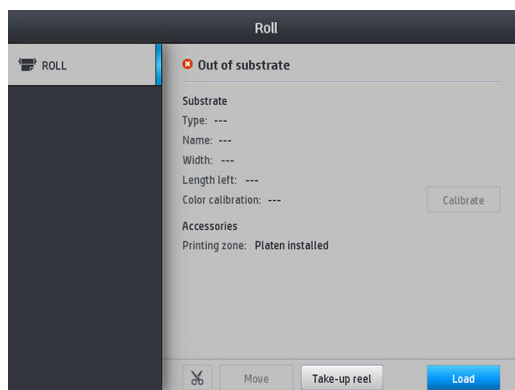 Roll
ROLL
Out of substrate
Substrate
Type: ---
Name: ---
Width: ---
Length left: ---
Color calibration: ---
Calibrate
Accessories
Printing zone: Platen installed
Move
Take-up reel
Load